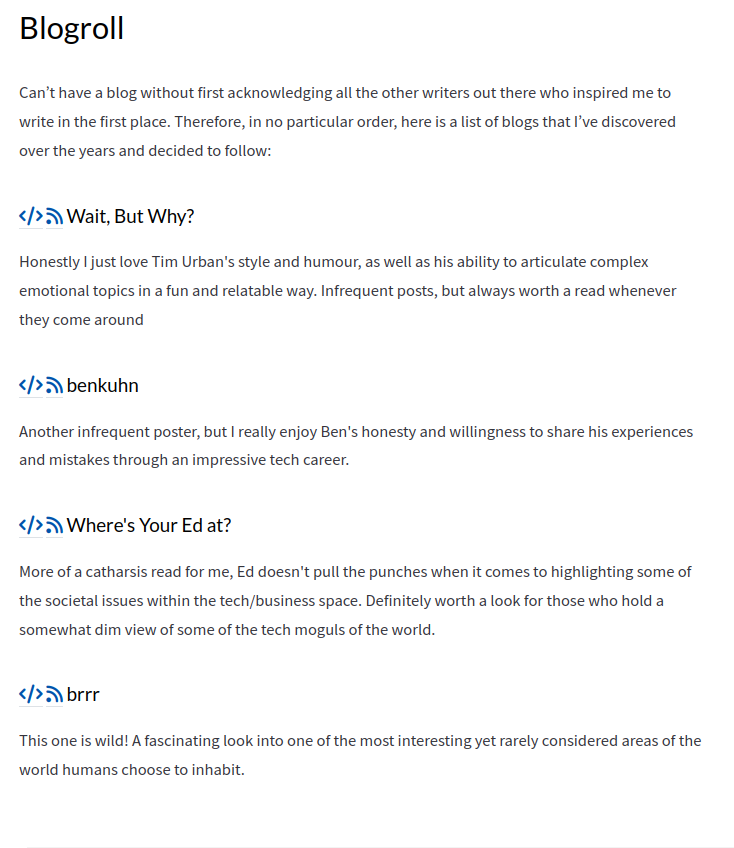 Blogroll
Can’t have a blog without first acknowledging all the other writers out there who inspired me to
write in the first place. Therefore, in no particular order, here is a list of blogs that I’ve discovered
over the years and decided to follow:
Wait, But Why?
Honestly I just love Tim Urban's style and humour, as well as his ability to articulate complex
emotional topics in a fun and relatable way. Infrequent posts, but always worth a read whenever
they come around
benkuhn
Another infrequent poster, but I really enjoy Ben's honesty and willingness to share his experiences
and mistakes through an impressive tech career.
Where's Your Ed at?
More of a catharsis read for me, Ed doesn't pull the punches when it comes to highlighting some of
the societal issues within the tech/business space. Definitely worth a look for those who hold a
somewhat dim view of some of the tech moguls of the world.
brrr
This one is wild! A fascinating look into one of the most interesting yet rarely considered areas of the
world humans choose to inhabit.